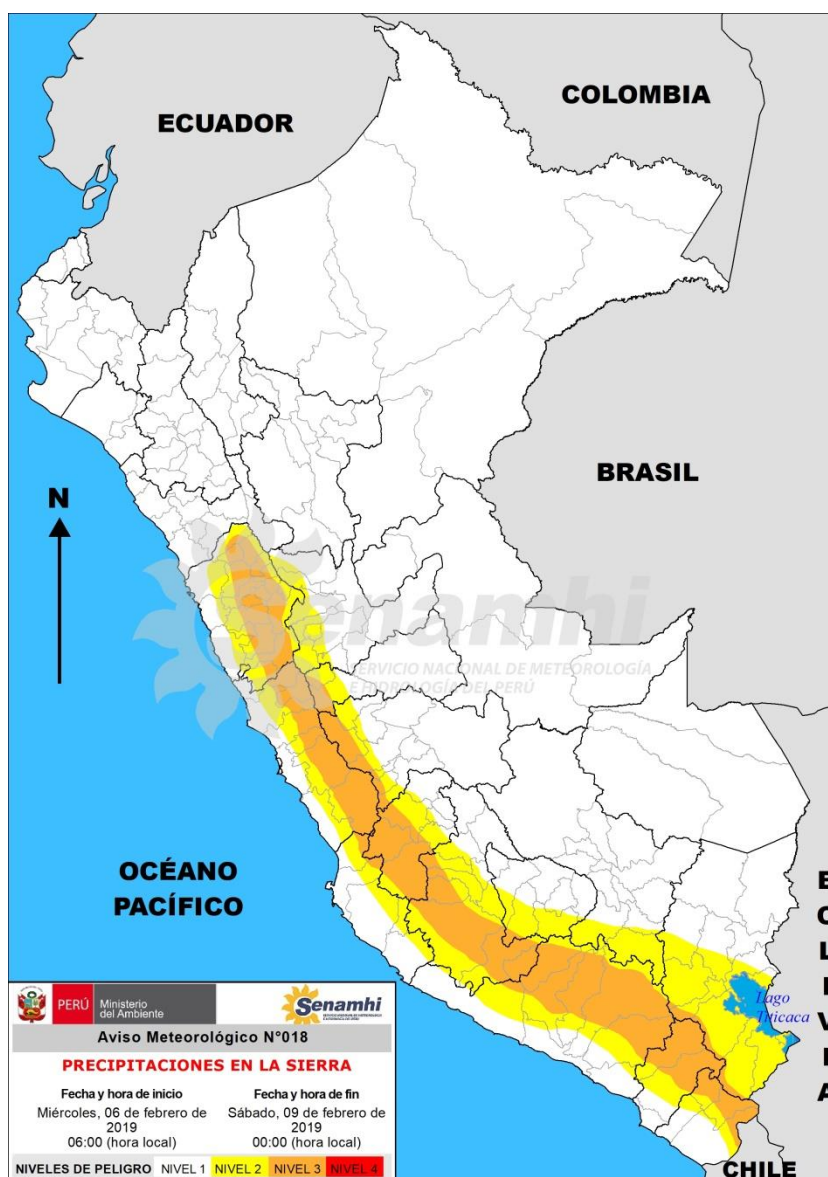 COLOMBIA
ECUADOR
BRASIL
N
Senamhi
SERVICIO NACIONAL DE METEOROLOGÍA
E HIDROLOGÍA DEL PERÚ
OCÉANO
PACÍFICO
B
O
L
I
V
I
A
Lago
Titicaca
PERÚ
Ministerio
del Ambiente
Senamhi
Aviso Meteorológico N°018
PRECIPITACIONES EN LA SIERRA
Fecha y hora de inicio
Miércoles, 06 de febrero de
2019
06:00 (hora local)
Fecha y hora de fin
Sábado, 09 de febrero de
2019
00:00 (hora local)
NIVELES DE PELIGRO NIVEL 1 NIVEL 2 NIVEL 3 NIVEL 4
CHILE